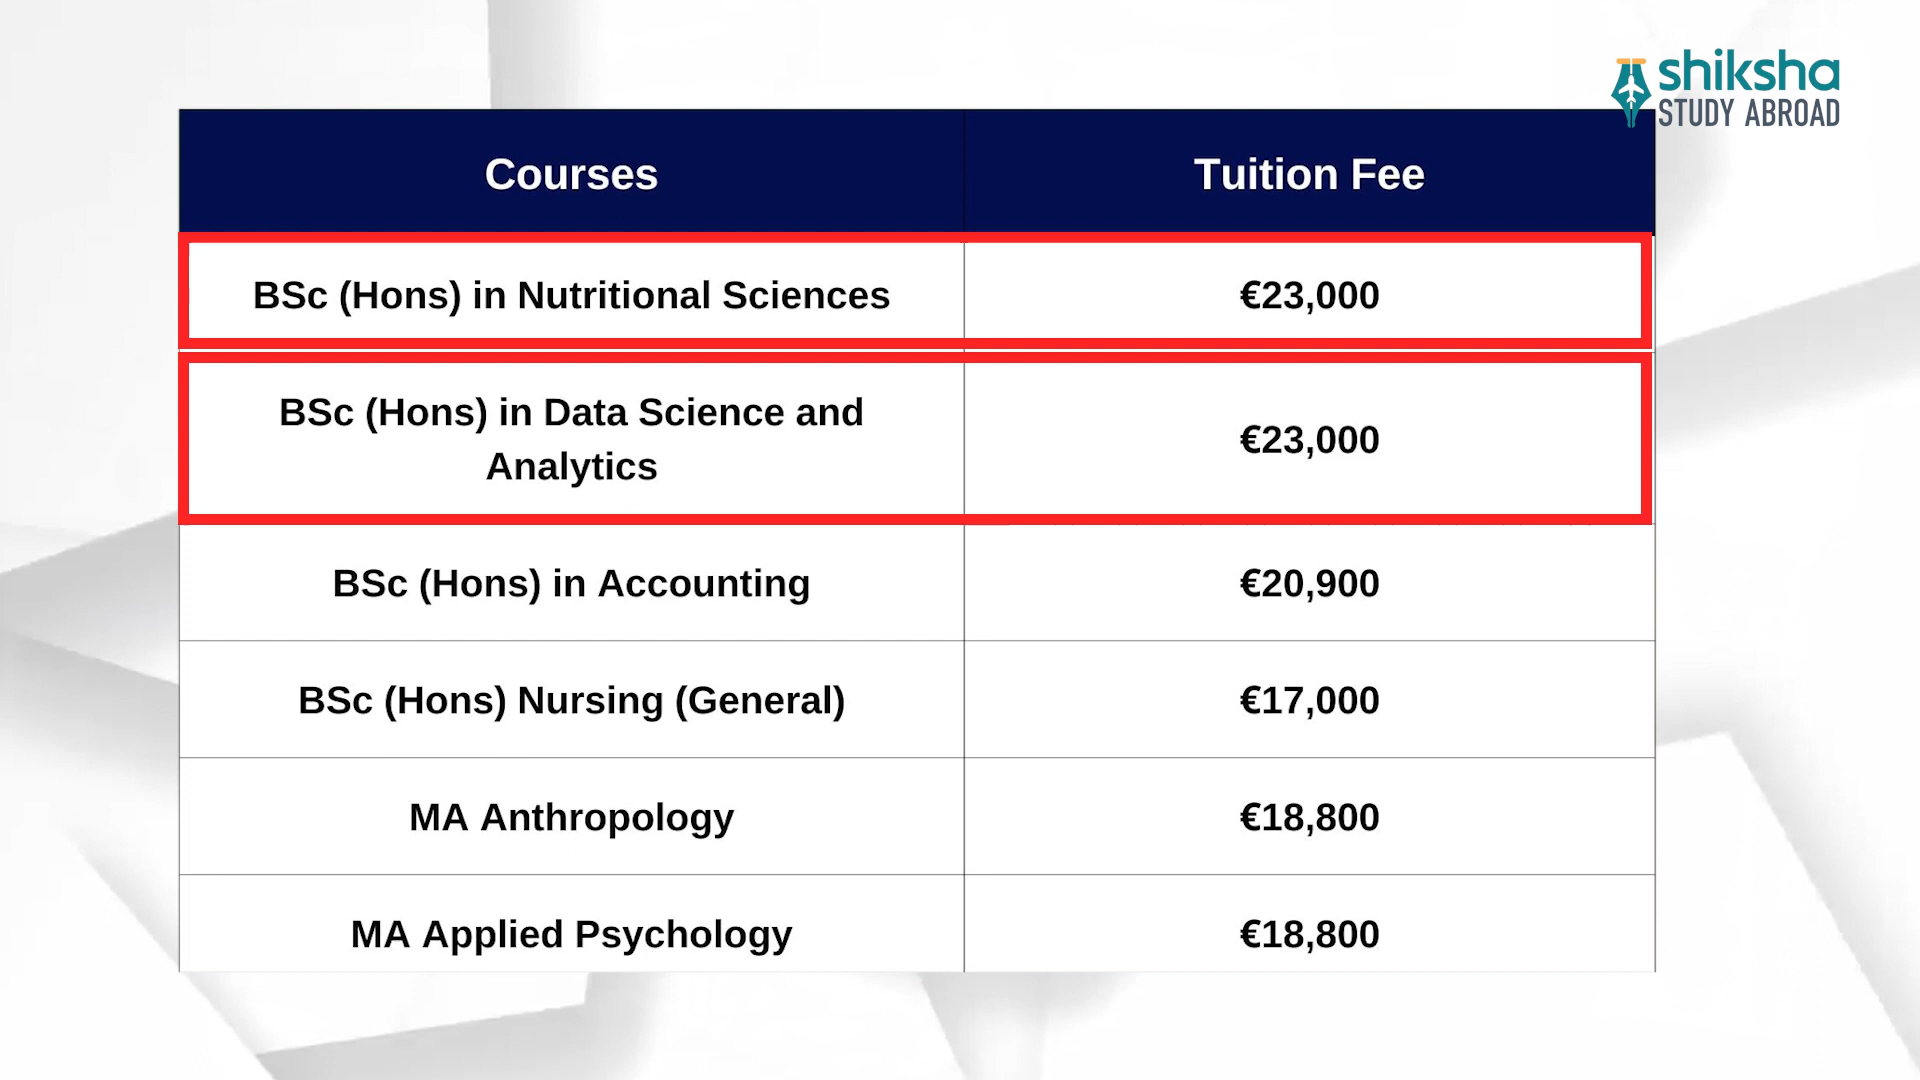 shiksha
STUDY ABROAD
Courses
Tuition Fee
BSc (Hons) in Nutritional Sciences
€23,000
BSc (Hons) in Data Science and
Analytics
€23,000
BSc (Hons) in Accounting
€20,900
BSc (Hons) Nursing (General)
€17,000
MA Anthropology
€18,800
MA Applied Psychology
€18,800